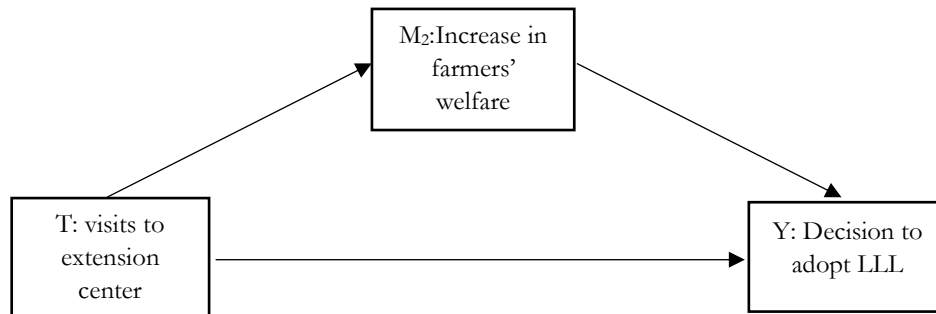 M₂:Increase in
farmers’
welfare
T: visits to
extension
center
Y: Decision to
adopt LLL